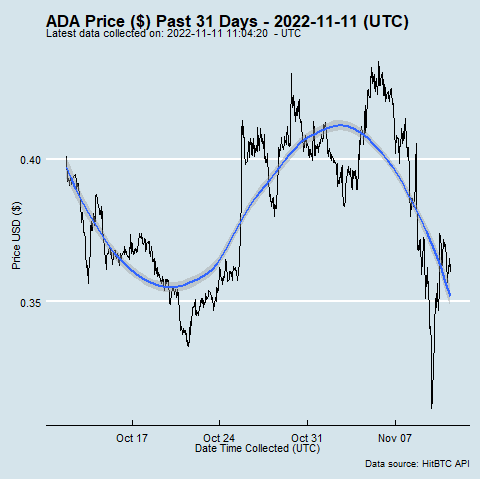 ADA Price ($) Past 31 Days - 2022-11-11 (UTC)
Latest data collected on: 2022-11-11 11:04:20 - UTC
Price USD ($)
0.40
0.35
Oct 17 Oct 24 Oct 31 Nov 07
Date Time Collected (UTC)
Data source: HitBTC API